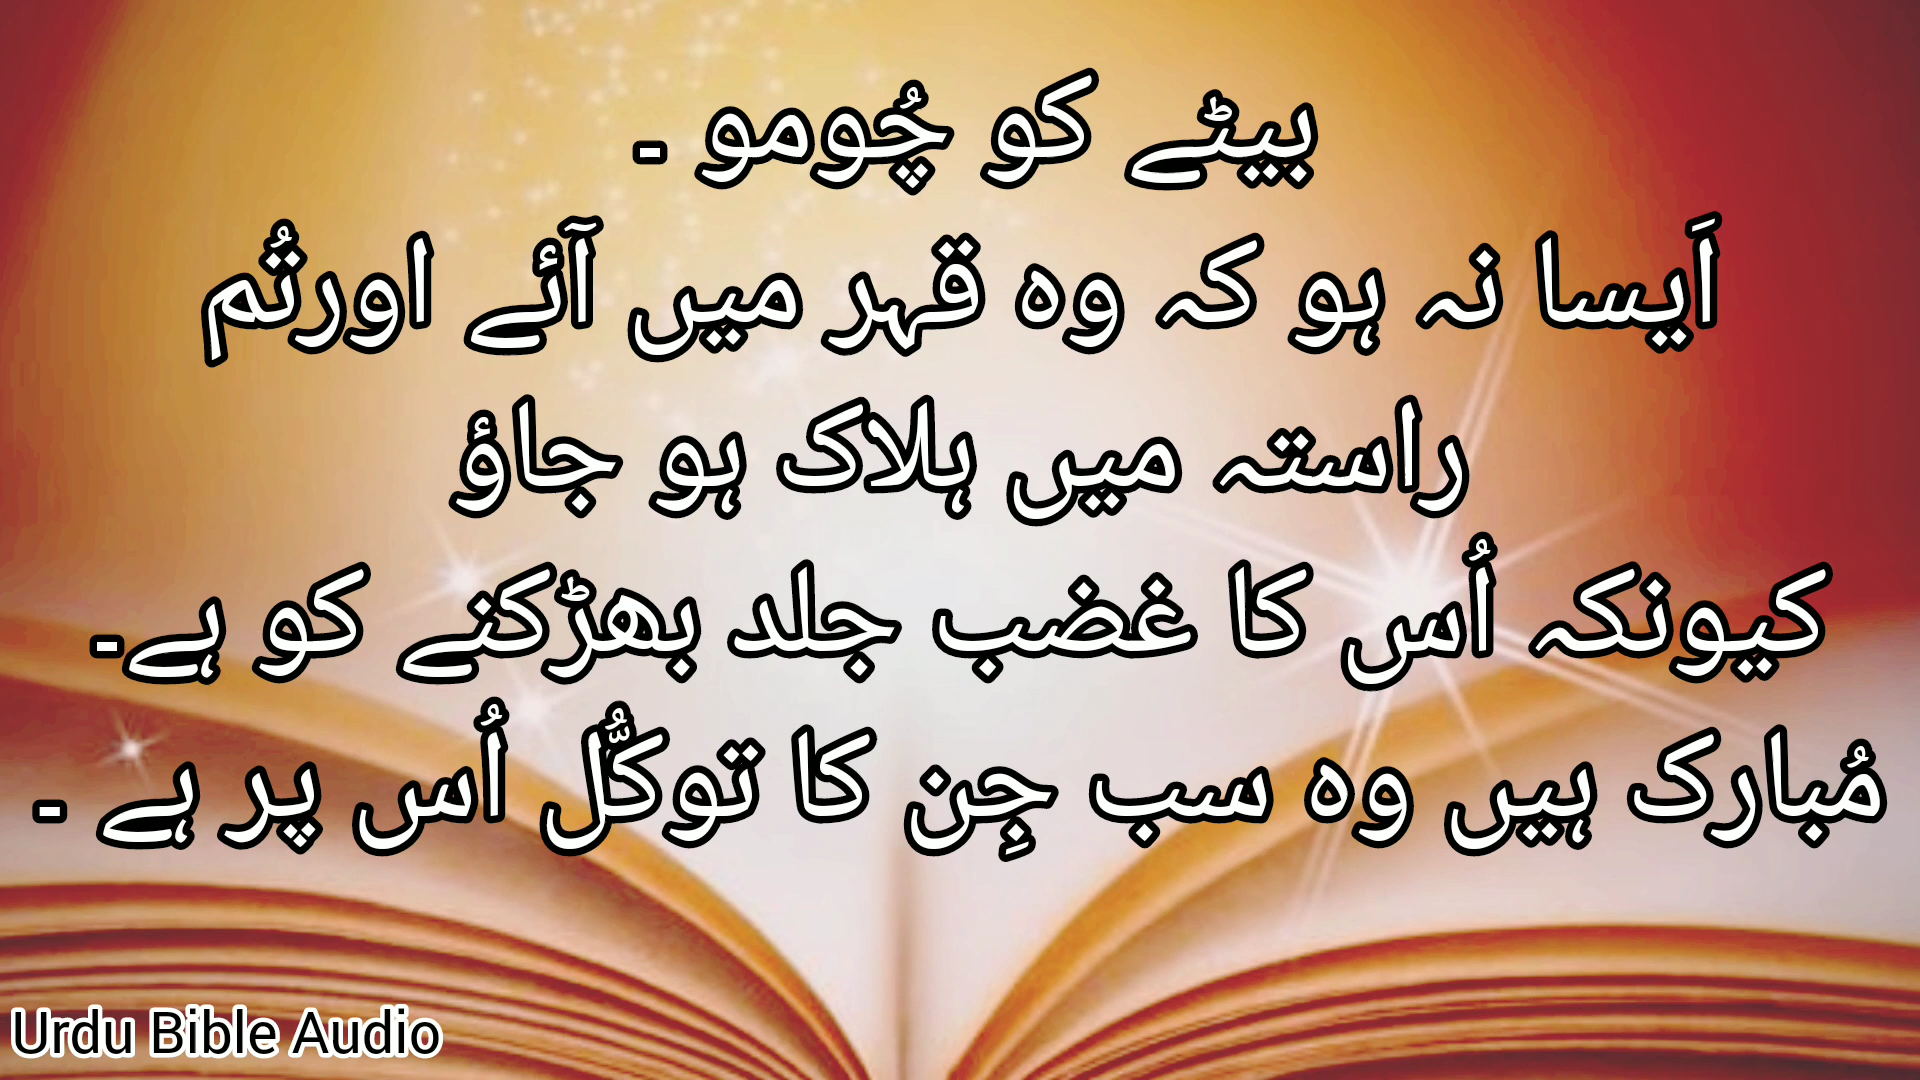 بیٹے کو چُومو ۔
اَیسا نہ ہو کہ وہ قہر میں آئے اورتُم
راستہ میں ہلاک ہو جاؤ
کیونکہ اُس کا غضب جلد بھڑکنے کو ہے۔
مُبارک ہیں وہ سب جِن کا توکُّل اُس پر ہے ۔
Urdu Bible Audio